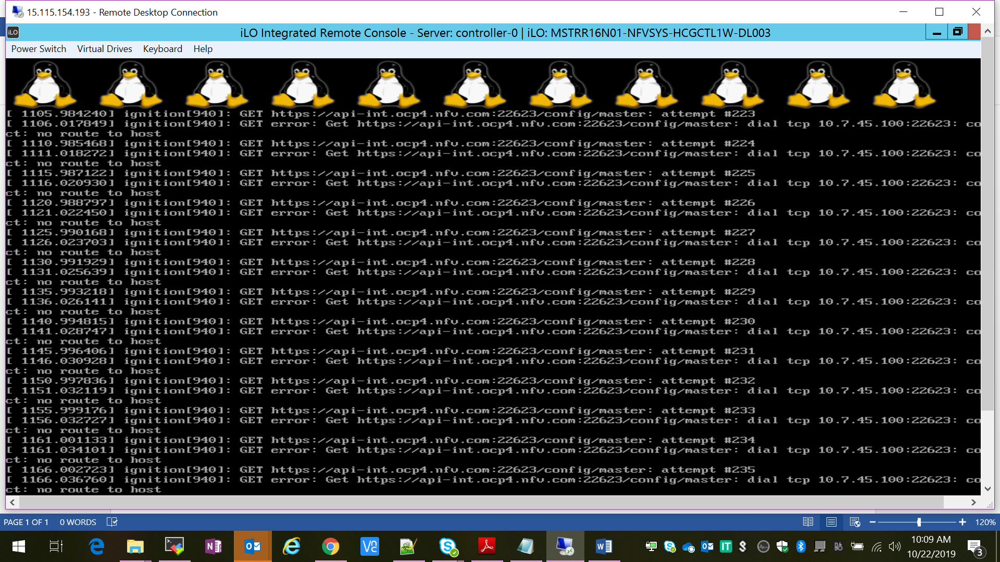 15.115.154.193 - Remote Desktop Connection
iLO
iLO Integrated Remote Console - Server: controller-0 | iLO: MSTRR16N01-NFVSYS-HCGCTL1W-DL003
Power Switch Virtual Drives Keyboard Help
[ 1105.984240] ignition[940]: GET https://api-int.ocp4.nfv.com:22623/config/master: attempt #223
[ 1106.017849] ignition[940]: GET error: Get https://api-int.ocp4.nfv.com:22623/config/master: dial tcp 10.7.45.100:22623: co
ct: no route to host
[ 1110.985468] ignition[940]: GET https://api-int.ocp4.nfv.com:22623/config/master: attempt #224
[ 1111.018272] ignition[940]: GET error: Get https://api-int.ocp4.nfv.com:22623/config/master: dial tcp 10.7.45.100:22623: co
ct: no route to host
[ 1115.987122] ignition[940]: GET https://api-int.ocp4.nfv.com:22623/config/master: attempt #225
[ 1116.020930] ignition[940]: GET error: Get https://api-int.ocp4.nfv.com:22623/config/master: dial tcp 10.7.45.100:22623: co
ct: no route to host
[ 1120.988797] ignition[940]: GET https://api-int.ocp4.nfv.com:22623/config/master: attempt #226
[ 1121.022450] ignition[940]: GET error: Get https://api-int.ocp4.nfv.com:22623/config/master: dial tcp 10.7.45.100:22623: co
ct: no route to host
[ 1125.990168] ignition[940]: GET https://api-int.ocp4.nfv.com:22623/config/master: attempt #227
[ 1126.023703] ignition[940]: GET error: Get https://api-int.ocp4.nfv.com:22623/config/master: dial tcp 10.7.45.100:22623: co
ct: no route to host
[ 1130.991929] ignition[940]: GET https://api-int.ocp4.nfv.com:22623/config/master: attempt #228
[ 1131.025639] ignition[940]: GET error: Get https://api-int.ocp4.nfv.com:22623/config/master: dial tcp 10.7.45.100:22623: co
ct: no route to host
[ 1135.993218] ignition[940]: GET https://api-int.ocp4.nfv.com:22623/config/master: attempt #229
[ 1136.026141] ignition[940]: GET error: Get https://api-int.ocp4.nfv.com:22623/config/master: dial tcp 10.7.45.100:22623: co
ct: no route to host
[ 1140.994815] ignition[940]: GET https://api-int.ocp4.nfv.com:22623/config/master: attempt #230
[ 1141.028747] ignition[940]: GET error: Get https://api-int.ocp4.nfv.com:22623/config/master: dial tcp 10.7.45.100:22623: co
ct: no route to host
[ 1145.996406] ignition[940]: GET https://api-int.ocp4.nfv.com:22623/config/master: attempt #231
[ 1146.030928] ignition[940]: GET error: Get https://api-int.ocp4.nfv.com:22623/config/master: dial tcp 10.7.45.100:22623: co
ct: no route to host
[ 1150.997836] ignition[940]: GET https://api-int.ocp4.nfv.com:22623/config/master: attempt #232
[ 1151.032119] ignition[940]: GET error: Get https://api-int.ocp4.nfv.com:22623/config/master: dial tcp 10.7.45.100:22623: co
ct: no route to host
[ 1155.999176] ignition[940]: GET https://api-int.ocp4.nfv.com:22623/config/master: attempt #233
[ 1156.032727] ignition[940]: GET error: Get https://api-int.ocp4.nfv.com:22623/config/master: dial tcp 10.7.45.100:22623: co
ct: no route to host
[ 1161.001133] ignition[940]: GET https://api-int.ocp4.nfv.com:22623/config/master: attempt #234
[ 1161.034101] ignition[940]: GET error: Get https://api-int.ocp4.nfv.com:22623/config/master: dial tcp 10.7.45.100:22623: co
ct: no route to host
[ 1166.002723] ignition[940]: GET https://api-int.ocp4.nfv.com:22623/config/master: attempt #235
[ 1166.036760] ignition[940]: GET error: Get https://api-int.ocp4.nfv.com:22623/config/master: dial tcp 10.7.45.100:22623: co
ct: no route to host
PAGE 1 OF 1 0 WORDS 120%
10:09 AM
10/22/2019
3